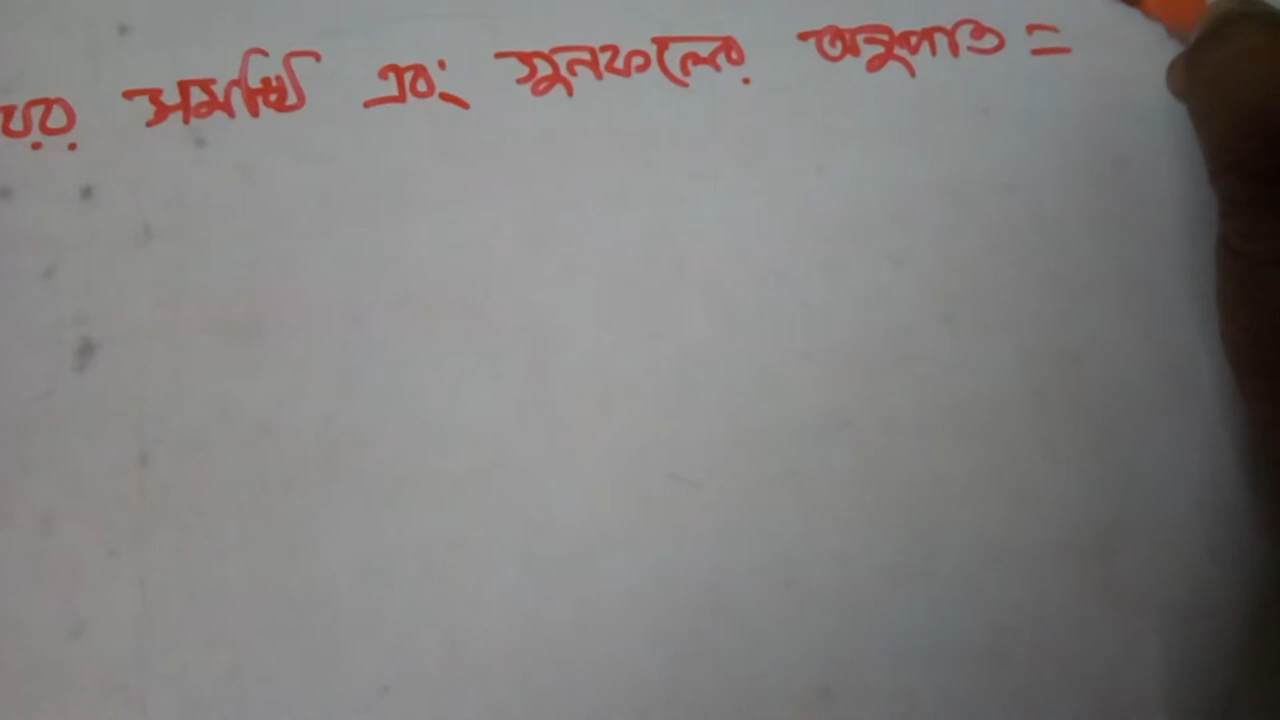 সমষ্টি এবং গুনফলের অনুপাত =